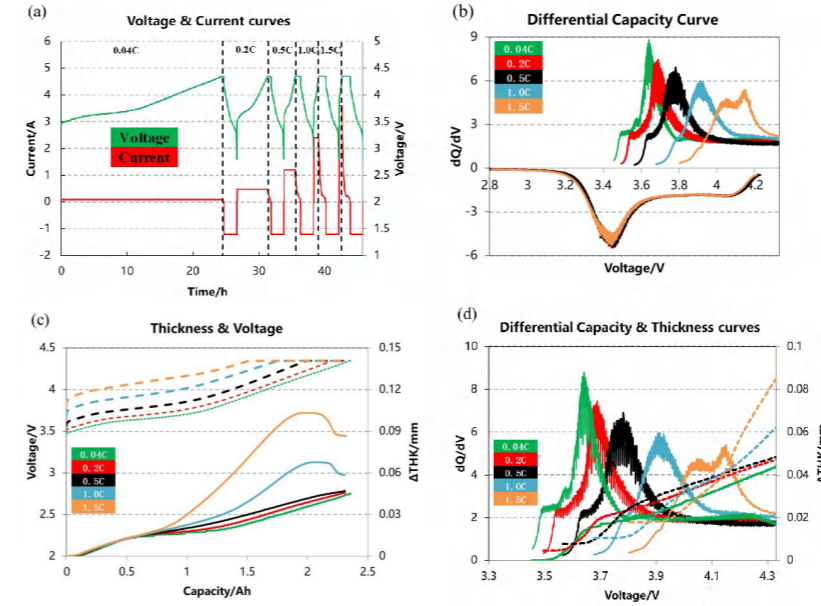 (a)
Voltage & Current curves
0.04C
0.2C
0.5C
1.0C
1.5C
Voltage
Current
Current/A
6
5
4
3
2
1
0
-1
-2
5
4.5
4
3.5
3
2.5
2
1.5
1
Voltage/V
0 10 20 30 40
Time/h
(b)
Differential Capacity Curve
0.04C
0.2C
0.5C
1.0C
1.5C
dQ/dV
9
6
3
0
-3
-6
2.8 3 3.2 3.4 3.6 3.8 4 4.2
Voltage/V
(c)
Thickness & Voltage
0.04C
0.2C
0.5C
1.0C
1.5C
Voltage/V
4.5
4
3.5
3
2.5
2
0.15
0.12
0.09
0.06
0.03
0
ΔTHK/mm
0 0.5 1 1.5 2 2.5
Capacity/Ah
(d)
Differential Capacity & Thickness curves
0.04C
0.2C
0.5C
1.0C
1.5C
dQ/dV
10
8
6
4
2
0
0.1
0.08
0.06
0.04
0.02
0
ΔTHK/mm
3.3 3.5 3.7 3.9 4.1 4.3
Voltage/V